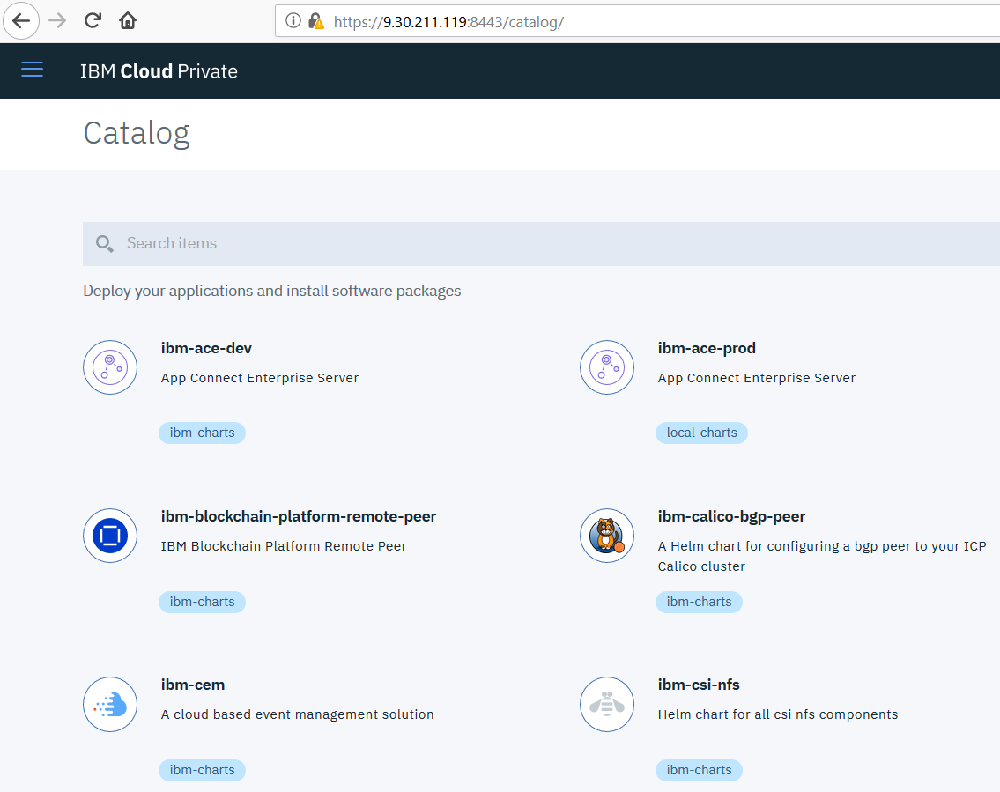 https://9.30.211.119:8443/catalog/
IBM Cloud Private
Catalog
Search items
Deploy your applications and install software packages
ibm-ace-dev
App Connect Enterprise Server
ibm-charts
ibm-ace-prod
App Connect Enterprise Server
local-charts
ibm-blockchain-platform-remote-peer
IBM Blockchain Platform Remote Peer
ibm-charts
ibm-calico-bgp-peer
A Helm chart for configuring a bgp peer to your ICP
Calico cluster
ibm-charts
ibm-cem
A cloud based event management solution
ibm-charts
ibm-csi-nfs
Helm chart for all csi nfs components
ibm-charts